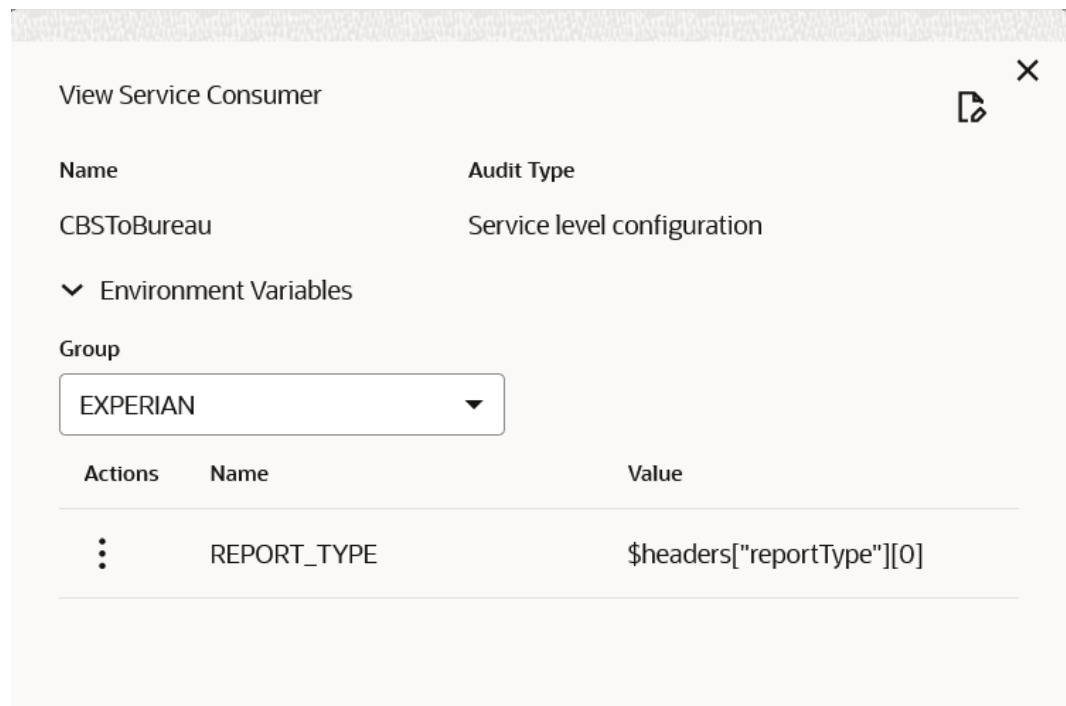 View Service Consumer
Name Audit Type
CBSToBureau Service level configuration
Environment Variables
Group
EXPERIAN
Actions Name Value
REPORT_TYPE $headers["reportType"][0]